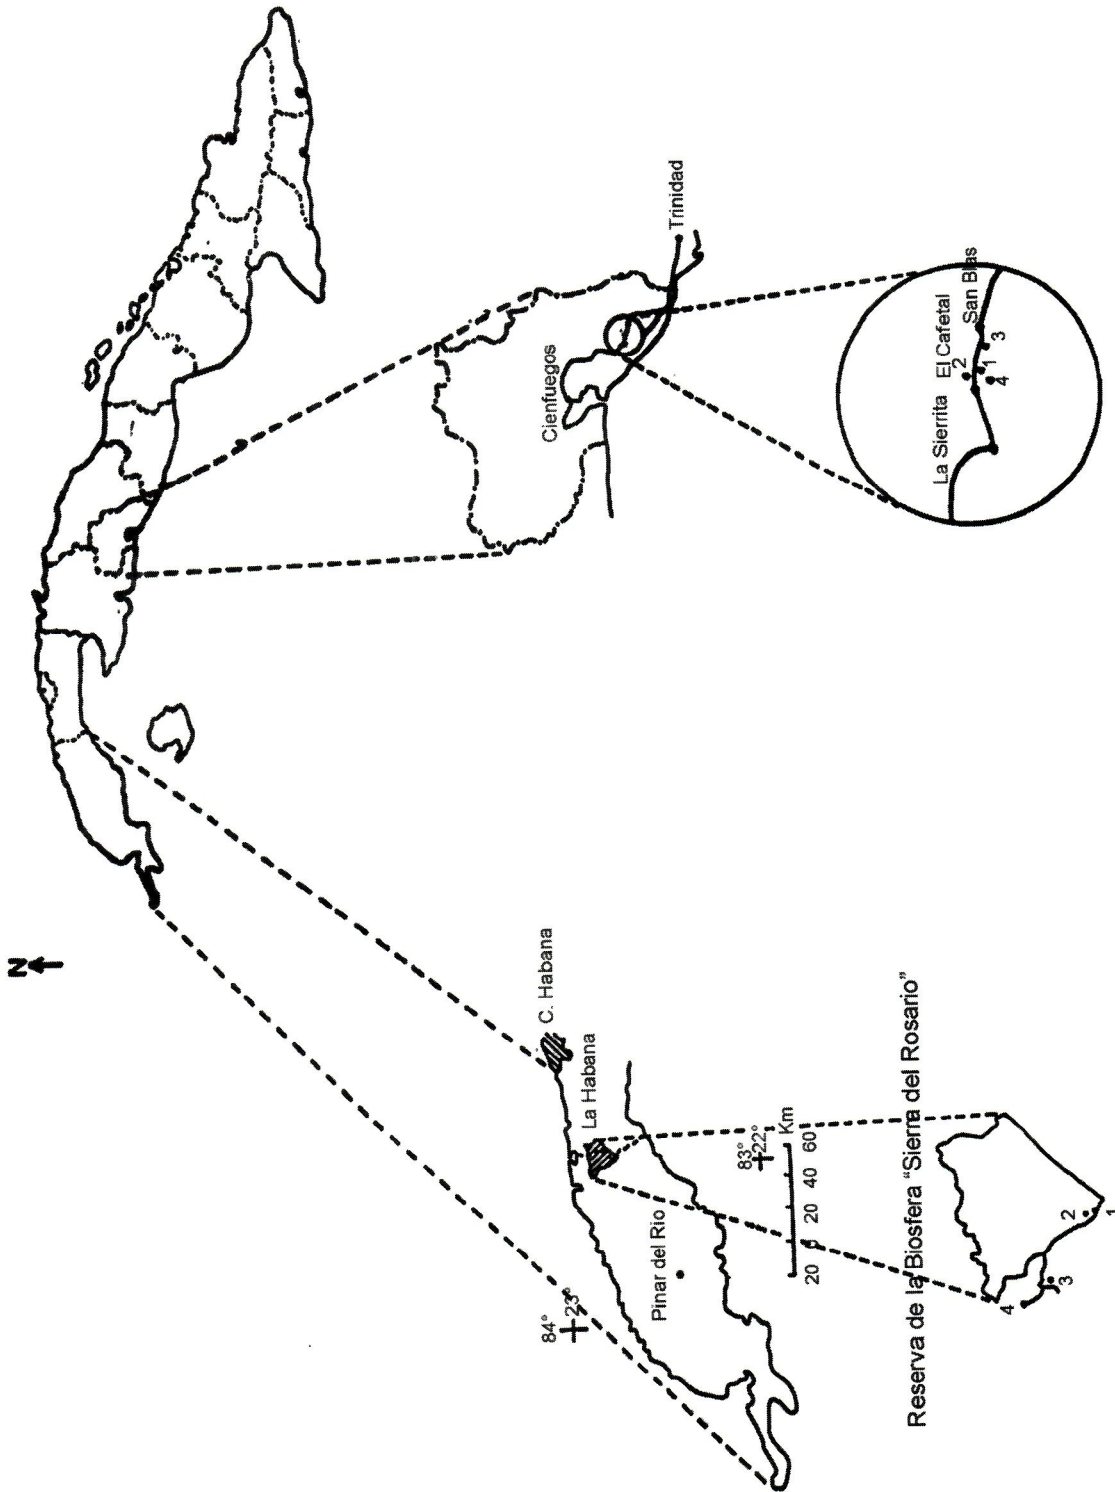 N
C. Habana
La Habana
84°
23°
Pinar del Rio
83°
22°
20 0 20 40 60 Km
Reserva de la Biosfera "Sierra del Rosario"
4
3
2
1
Cienfuegos
Trinidad
La Sierrita El Cafetal
San Blas
2
1
4
3